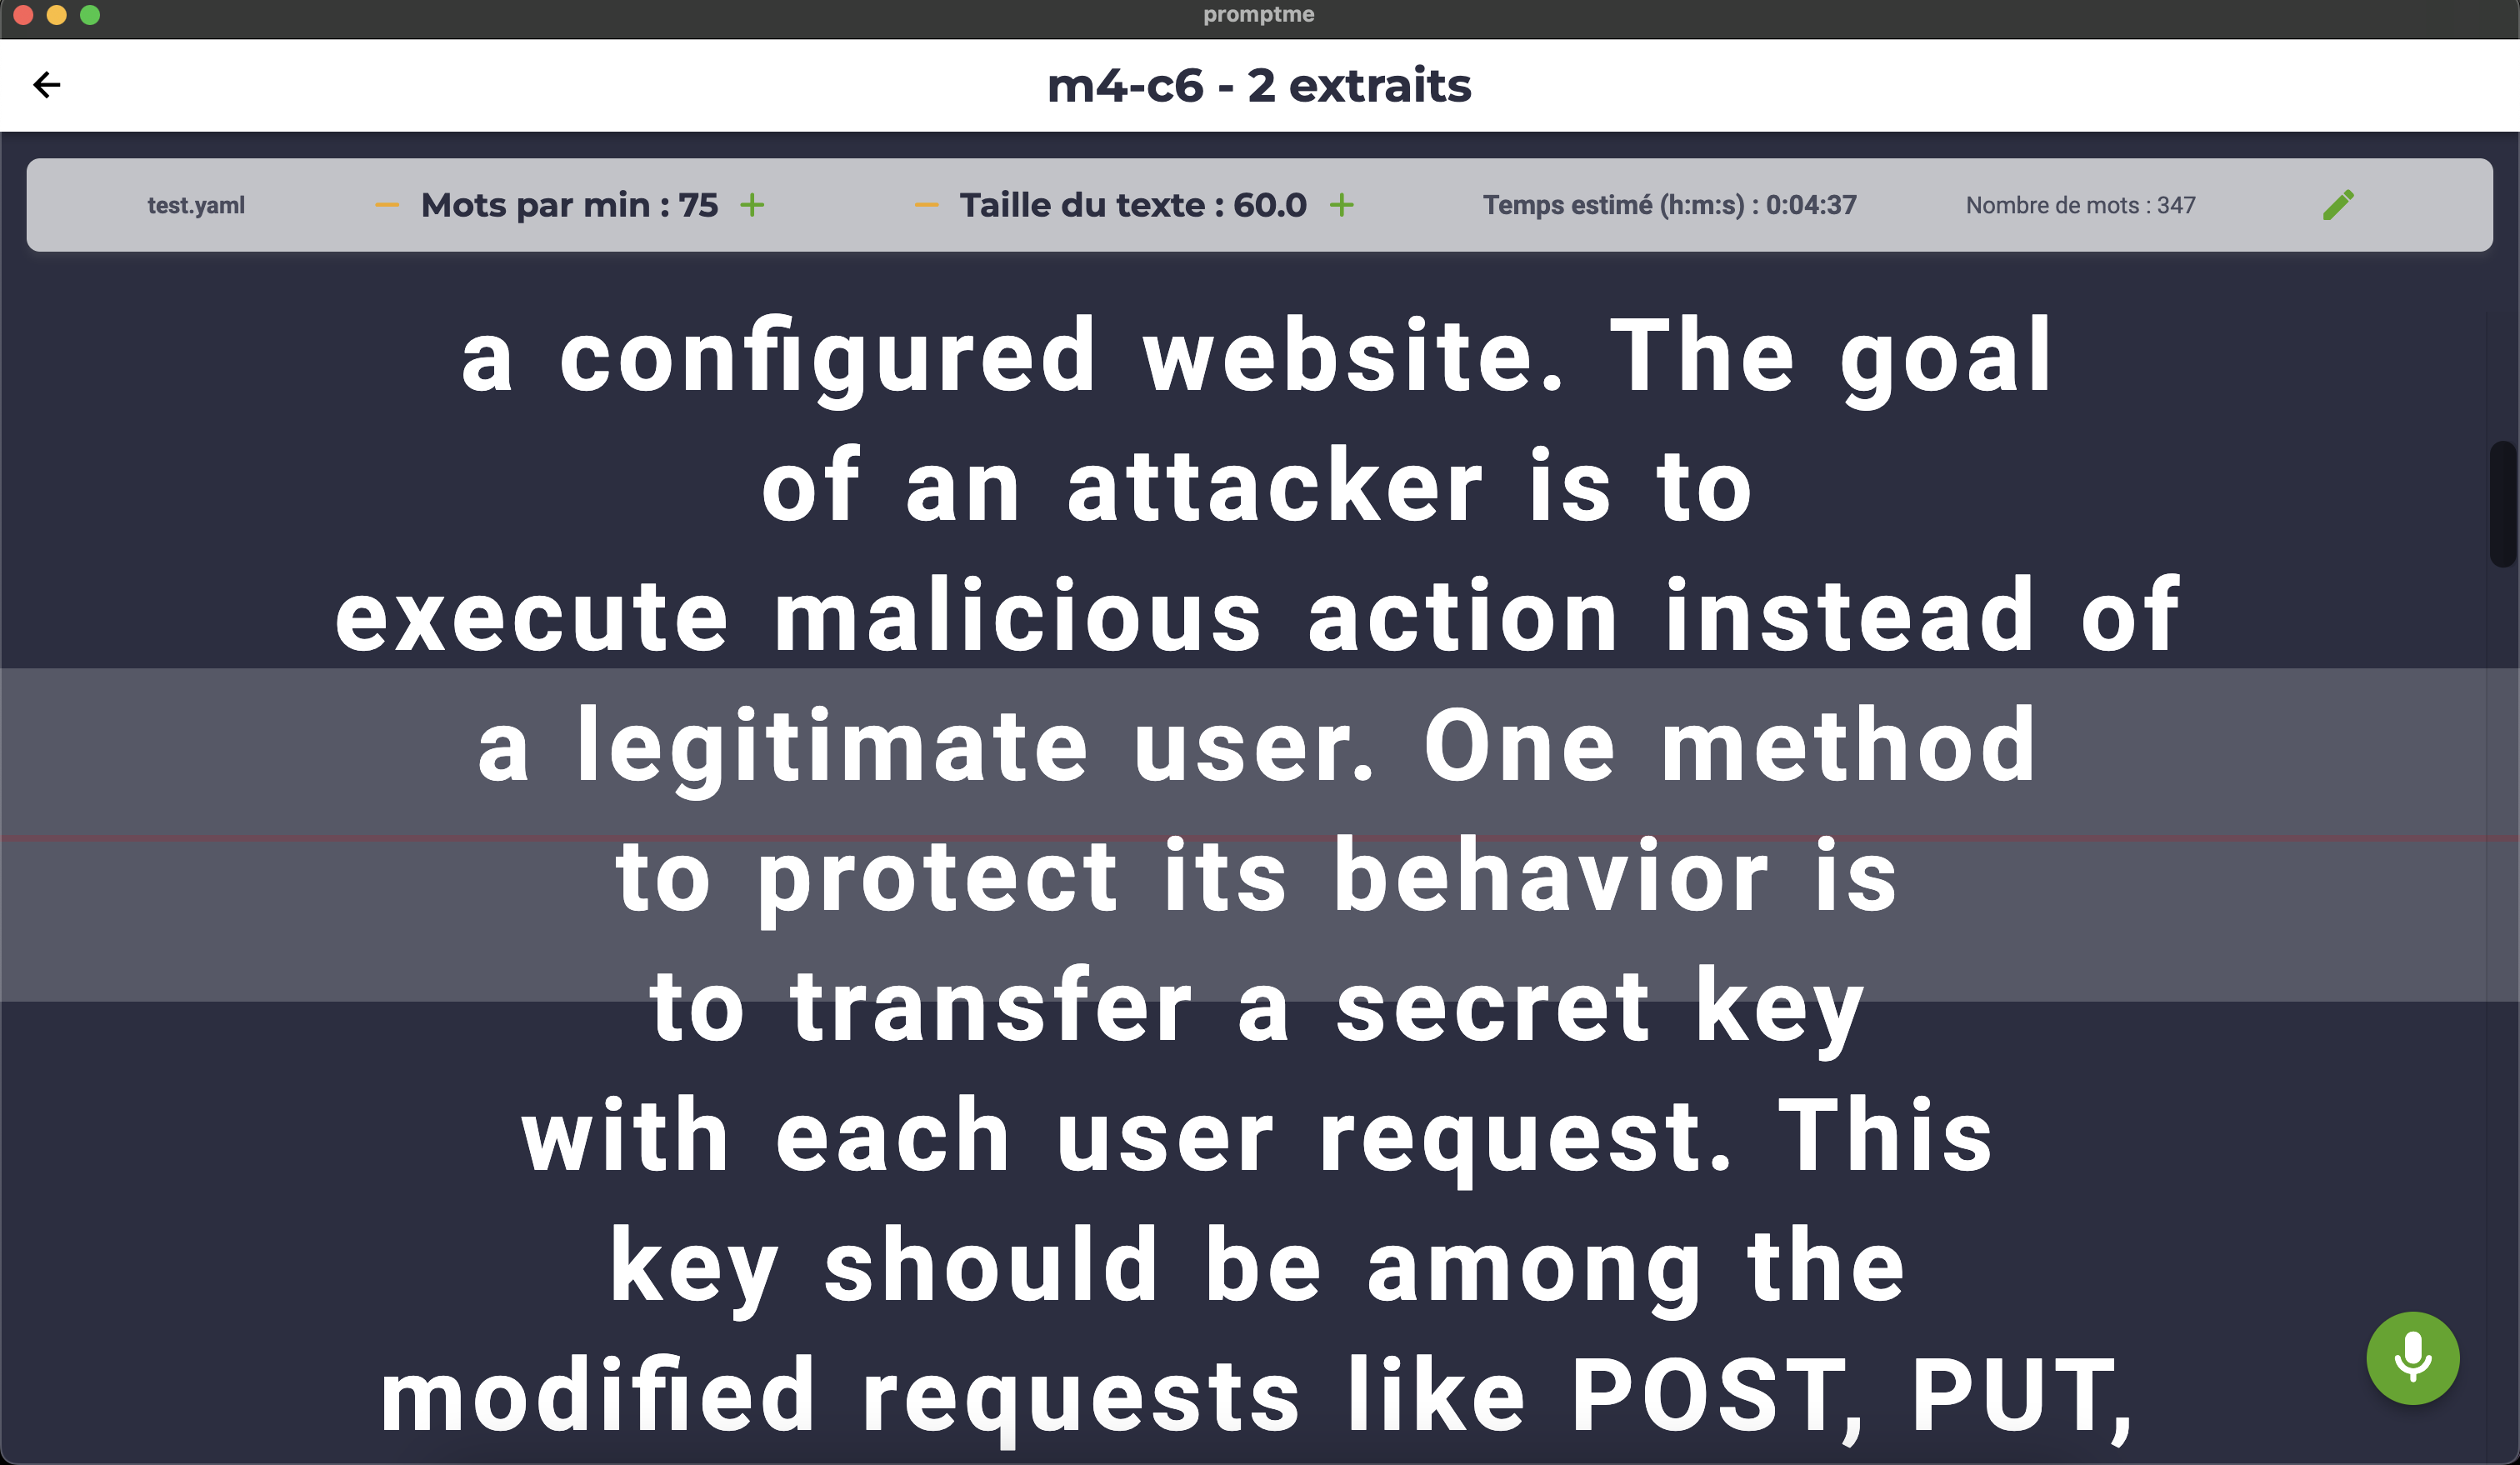 promptme
m4-c6 - 2 extraits
test.yaml
Mots par min : 75
Taille du texte : 60.0
Temps estimé (h:m:s) : 0:04:37
Nombre de mots : 347
a configured website. The goal
of an attacker is to
execute malicious action instead of
a legitimate user. One method
to protect its behavior is
to transfer a secret key
with each user request. This
key should be among the
modified requests like POST, PUT,